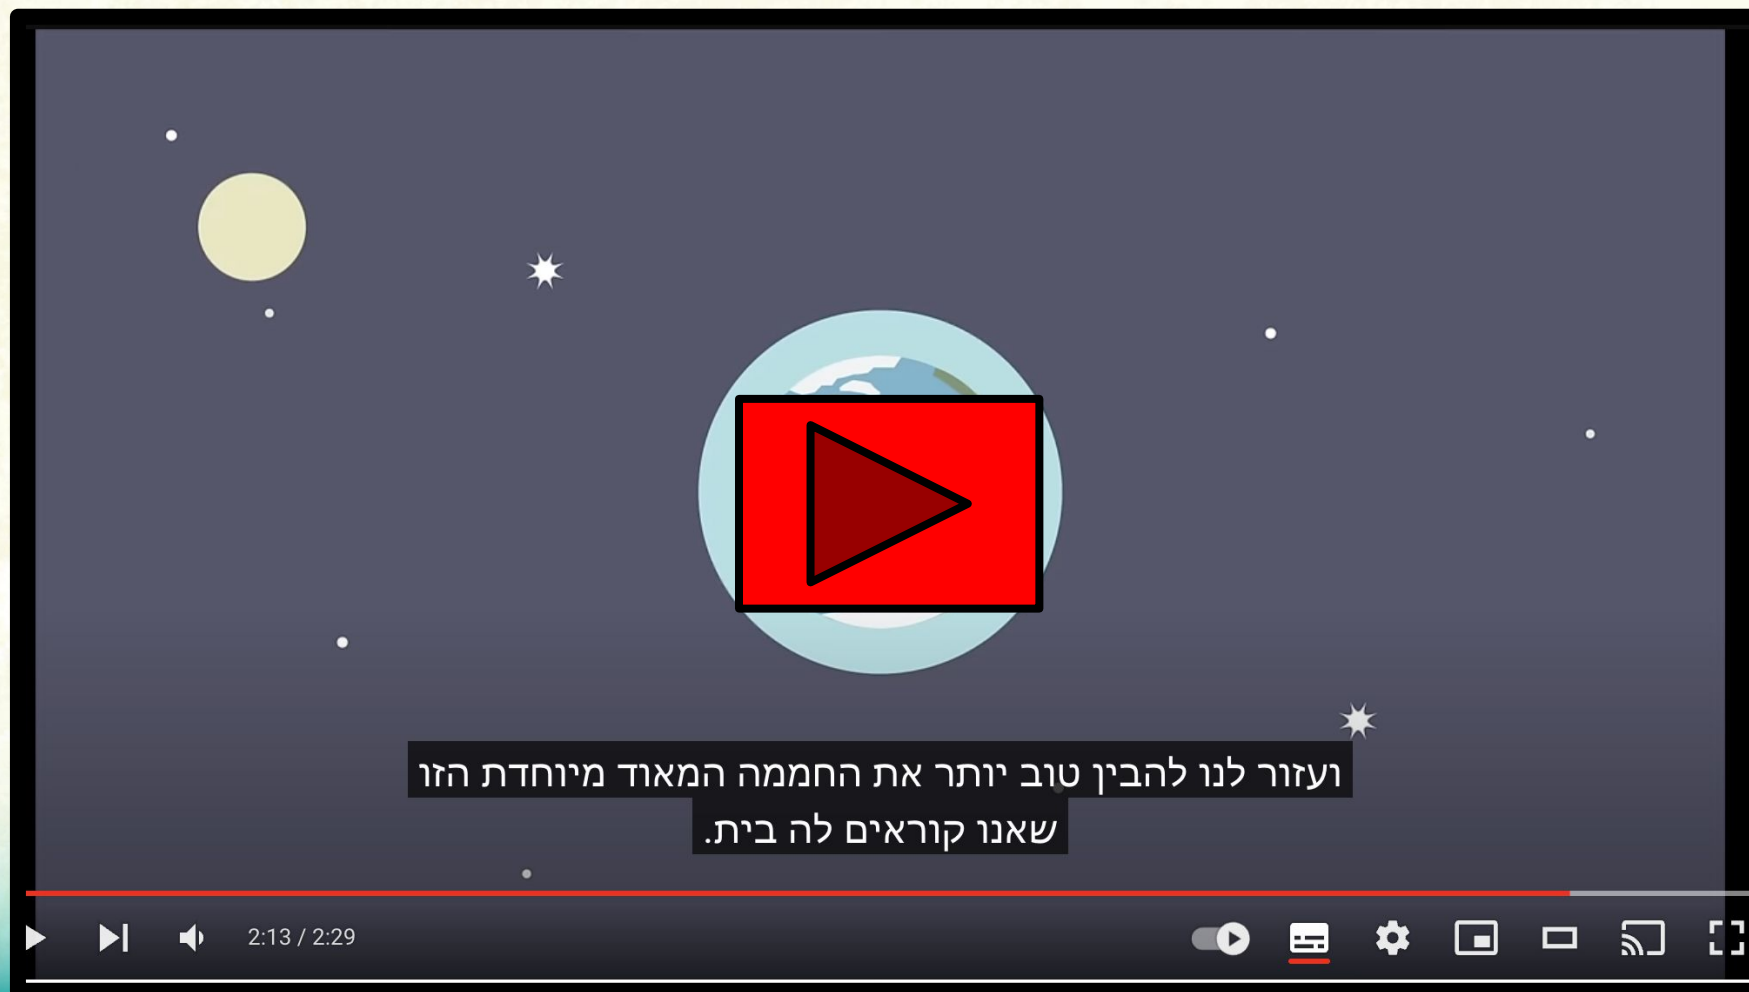 ועזור לנו להבין טוב יותר את החממה המאוד מיוחדת הזו
שאנו קוראים לה בית.
2:13 / 2:29